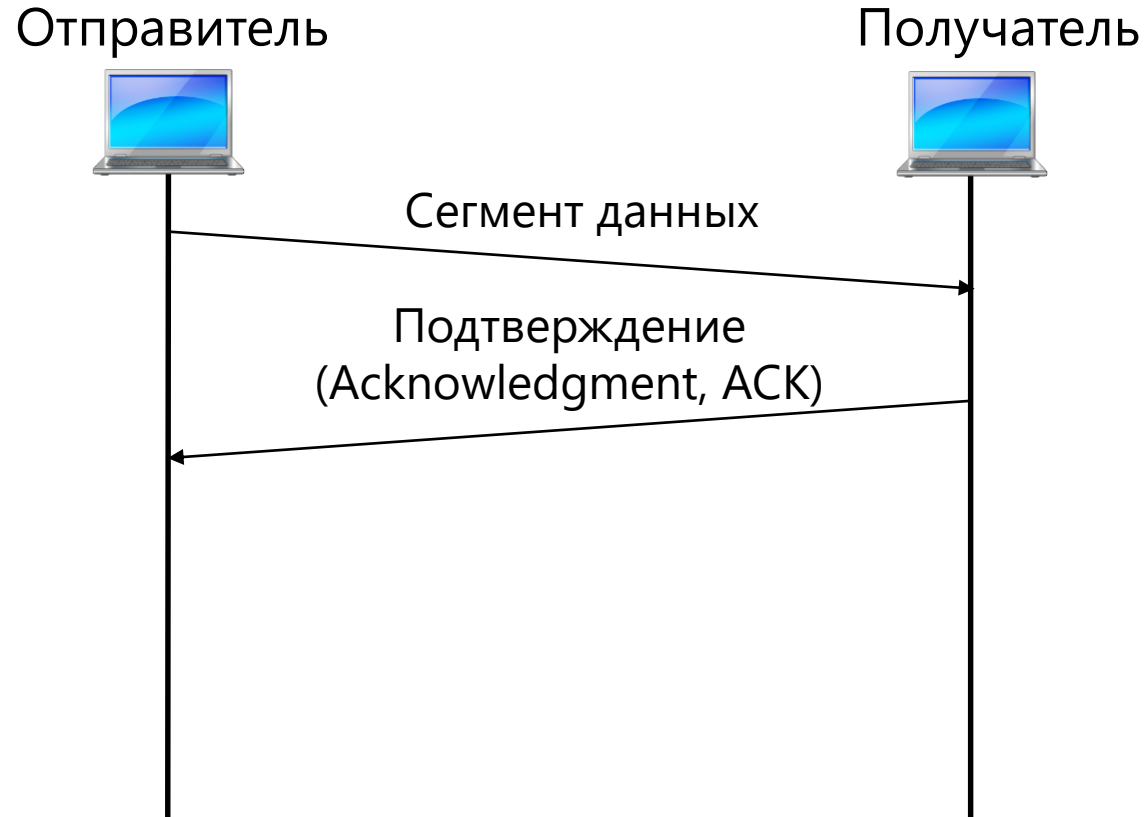 Отправитель
Получатель
Сегмент данных
Подтверждение
(Acknowledgment, ACK)